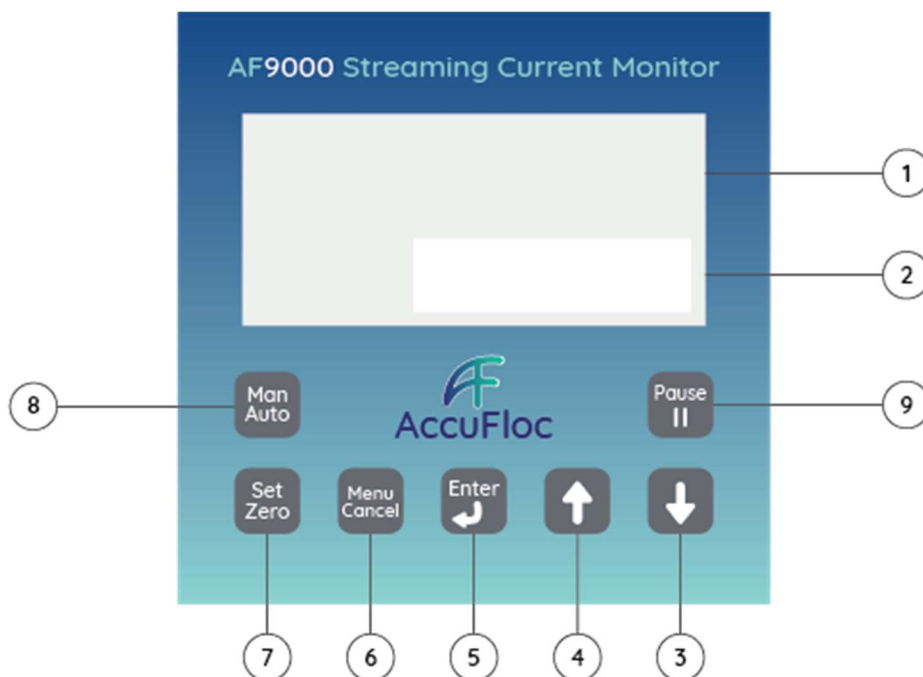 AF9000 Streaming Current Monitor
1
2
8
Man
Auto
AccuFloc
Pause
9
Set
Zero
Menu
Cancel
Enter
7
6
5
4
3